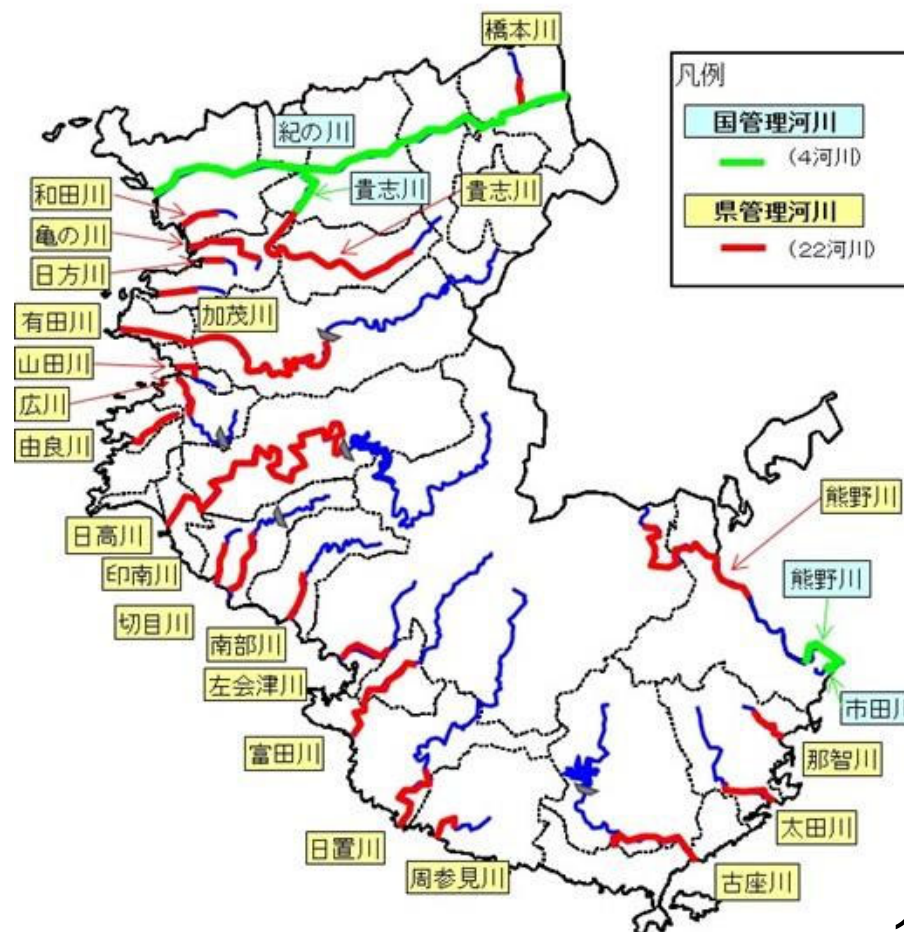 橋本川
凡例
国管理河川
(4河川)
県管理河川
(22河川)
紀の川
貴志川
貴志川
和田川
亀の川
日方川
加茂川
有田川
山田川
広川
由良川
日高川
印南川
切目川
南部川
左会津川
富田川
日置川
周参見川
熊野川
熊野川
市田川
那智川
太田川
古座川